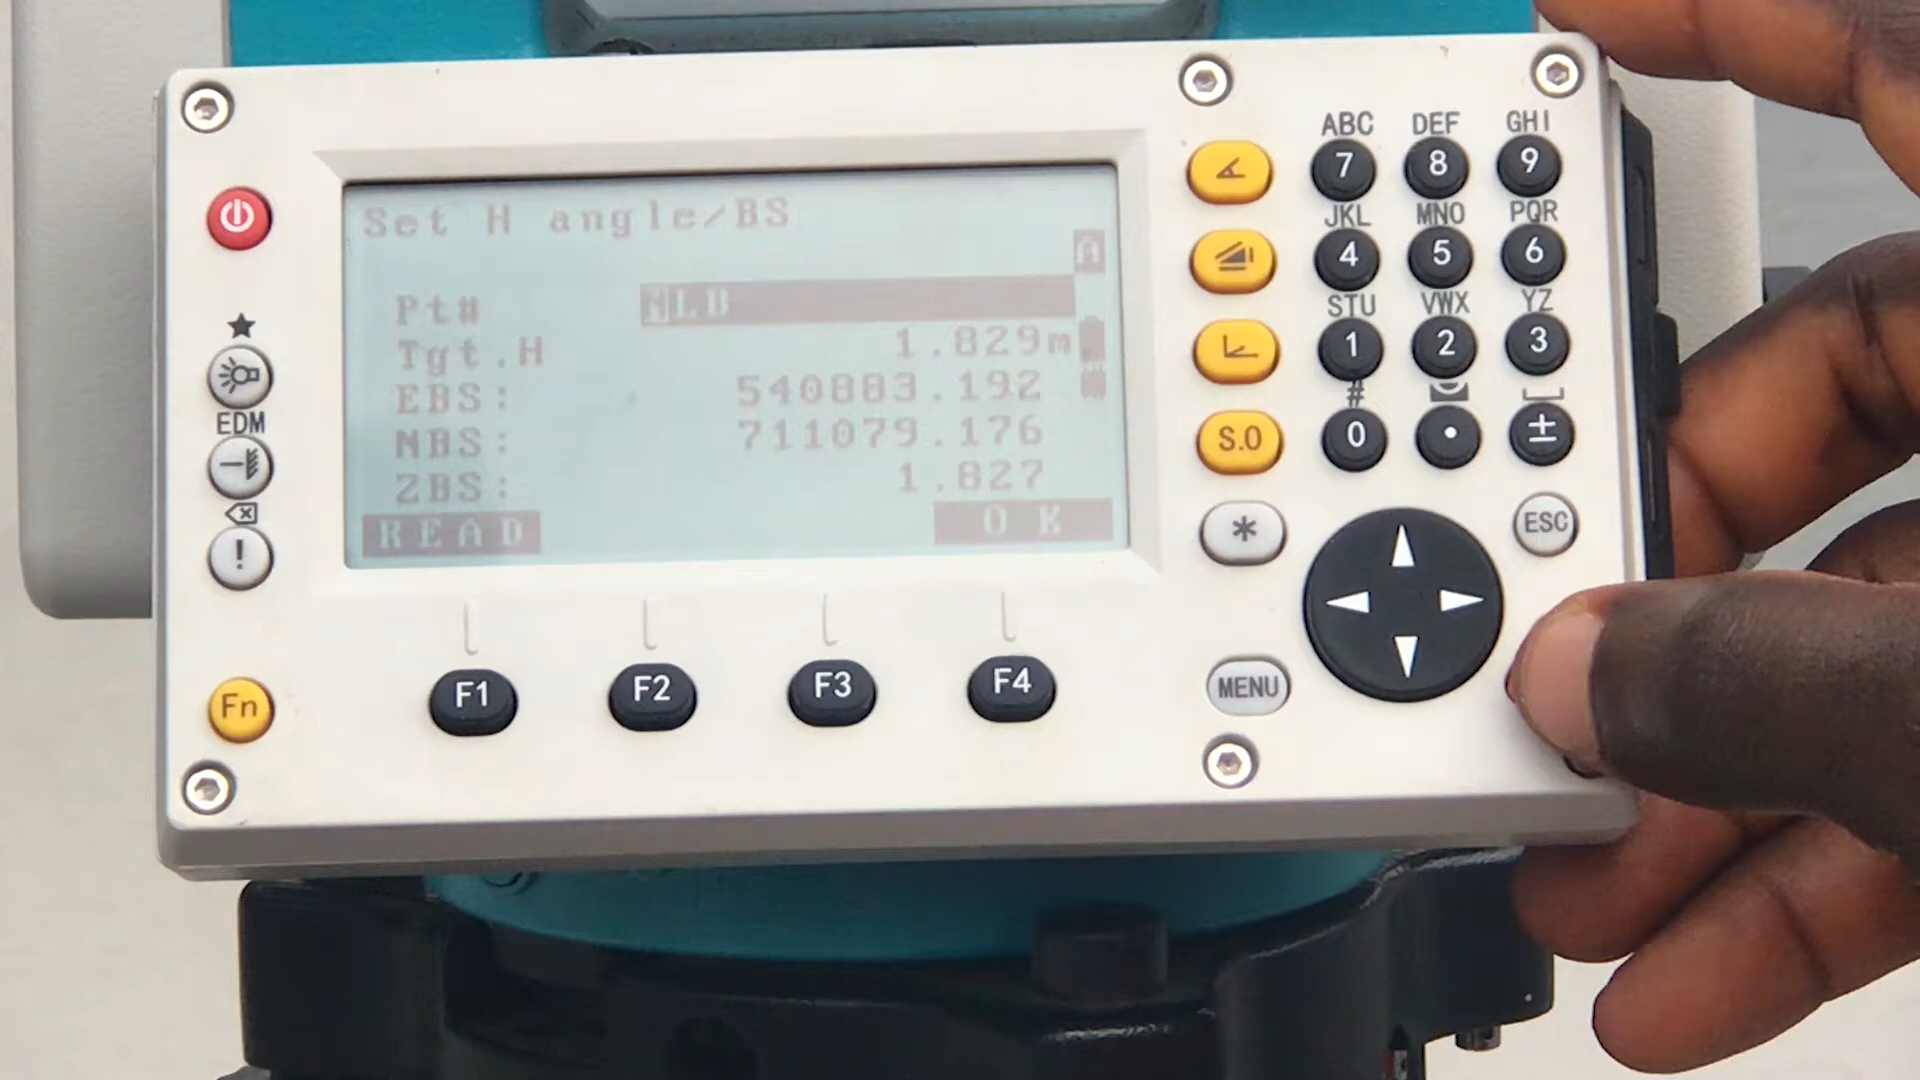 Set H angle/BS
A
Pt# NLB
Tgt.H 1.829m
EBS: 540883.192
NBS: 711079.176
ZBS: 1.827
READ OK
EDM
!
Fn
F1 F2 F3 F4
ABC DEF GHI
7 8 9
JKL MNO PQR
4 5 6
STU VWX YZ
1 2 3
#
S.O 0 • ±
* ESC
MENU